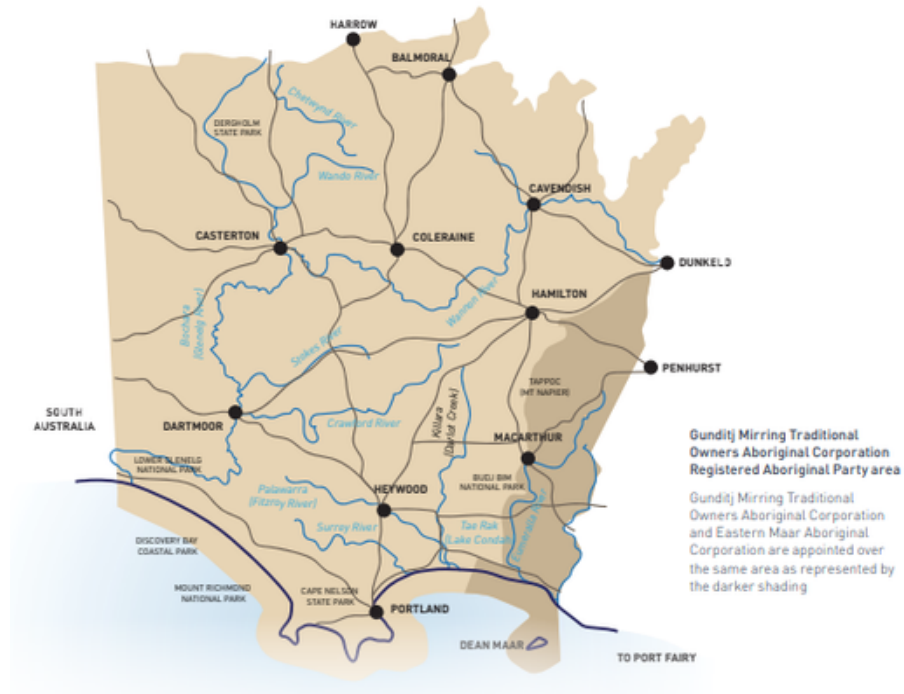 HARROW
BALMORAL
Chetwynd River
DERGHOLM
STATE PARK
Wando River
CAVENDISH
CASTERTON
COLERAINE
DUNKELD
HAMILTON
Wannon River
Bochara
(Glenelg River)
Stokes River
PENHURST
TAPPOC
(MT NAPIER)
Killara
(Darlot Creek)
SOUTH
AUSTRALIA
DARTMOOR
Crawford River
MACARTHUR
Gunditj Mirring Traditional
Owners Aboriginal Corporation
Registered Aboriginal Party area
LOWER GLENELG
NATIONAL PARK
HEYWOOD
BUDJ BIM
NATIONAL PARK
Palawarra
(Fitzroy River)
Gunditj Mirring Traditional
Owners Aboriginal Corporation
and Eastern Maar Aboriginal
Corporation are appointed over
the same area as represented by
the darker shading
Surrey River
Tae Rak
(Lake Condah)
Eumeralla River
DISCOVERY BAY
COASTAL PARK
MOUNT RICHMOND
NATIONAL PARK
CAPE NELSON
STATE PARK
PORTLAND
DEAN MAAR
TO PORT FAIRY